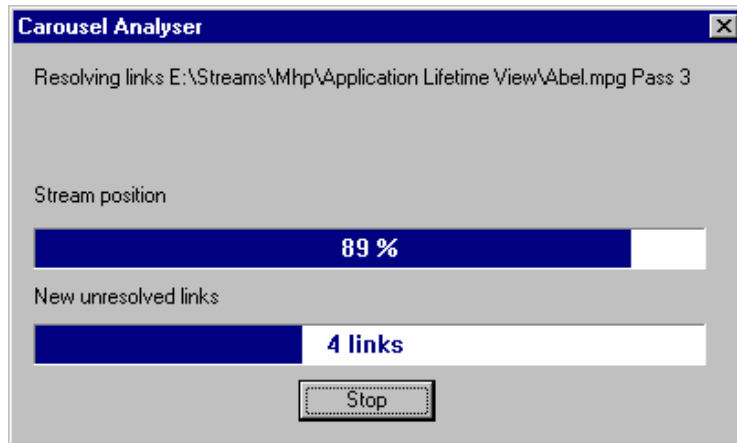 Carousel Analyser
Resolving links E:\Streams\Mhp\Application Lifetime View\Abel.mpg Pass 3
Stream position
89 %
New unresolved links
4 links
Stop